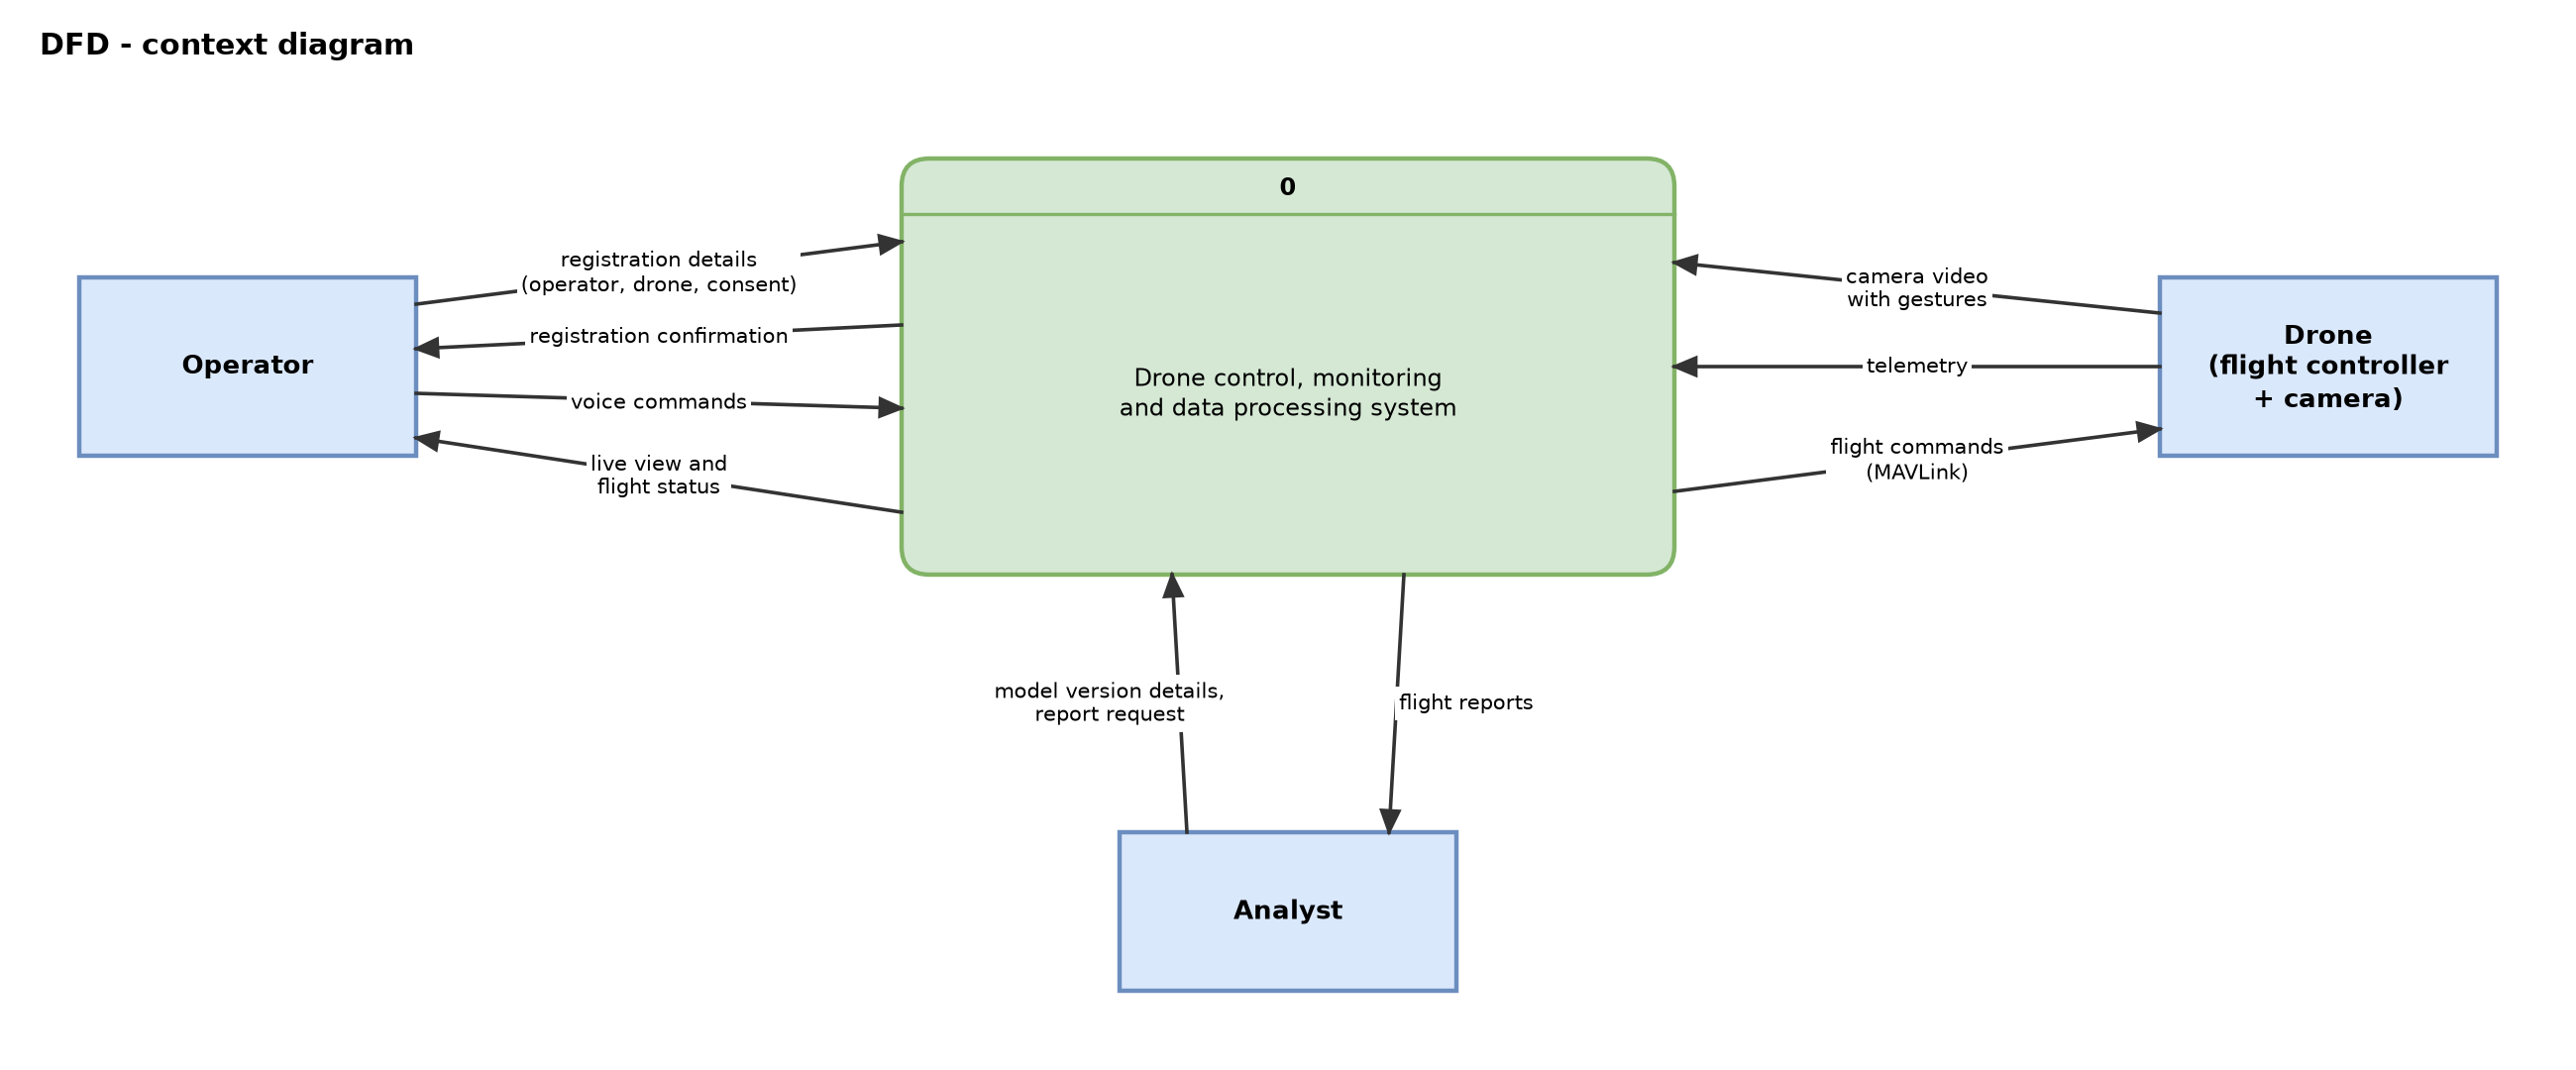 DFD - context diagram
0
Drone control, monitoring
and data processing system
Operator
registration details
(operator, drone, consent)
registration confirmation
voice commands
live view and
flight status
camera video
with gestures
telemetry
flight commands
(MAVLink)
Drone
(flight controller
+ camera)
model version details,
report request
flight reports
Analyst